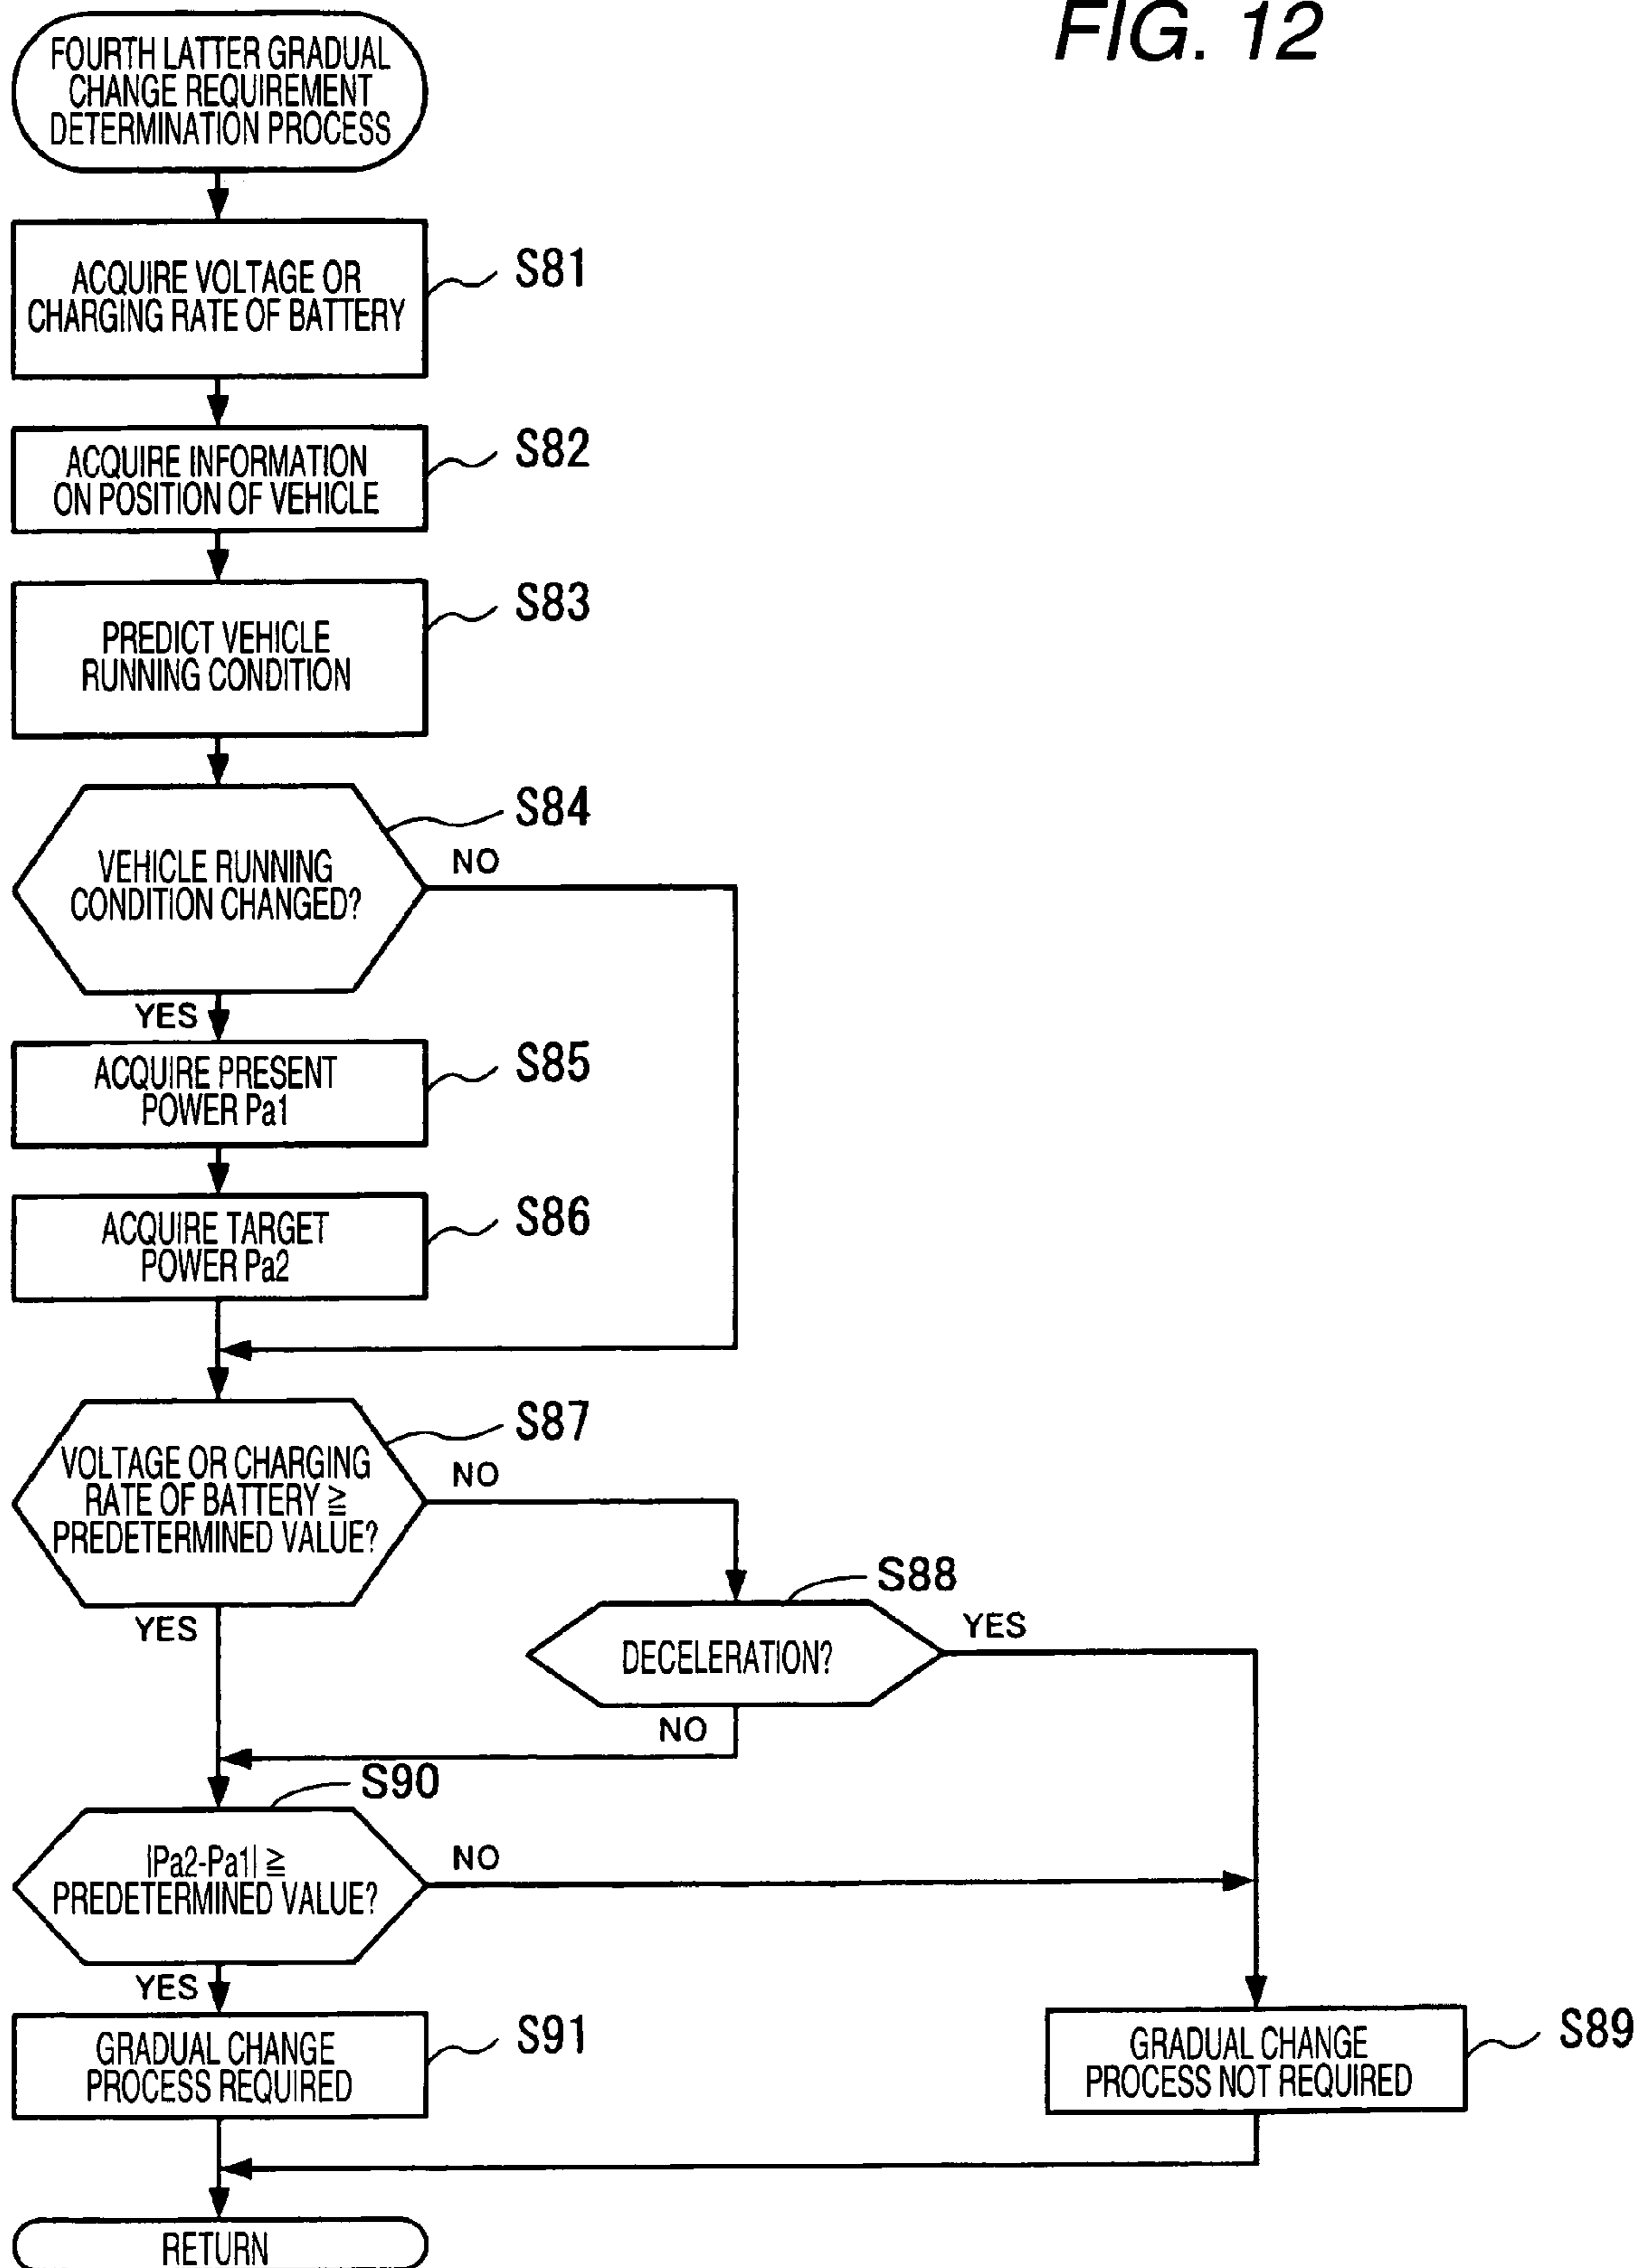 FIG. 12
FOURTH LATTER GRADUAL
CHANGE REQUIREMENT
DETERMINATION PROCESS
ACQUIRE VOLTAGE OR
CHARGING RATE OF BATTERY
S81
ACQUIRE INFORMATION
ON POSITION OF VEHICLE
S82
PREDICT VEHICLE
RUNNING CONDITION
S83
VEHICLE RUNNING
CONDITION CHANGED?
S84
NO
YES
ACQUIRE PRESENT
POWER Pa1
S85
ACQUIRE TARGET
POWER Pa2
S86
VOLTAGE OR CHARGING
RATE OF BATTERY ≧
PREDETERMINED VALUE?
S87
NO
YES
DECELERATION?
S88
YES
NO
S90
|Pa2-Pa1| ≧
PREDETERMINED VALUE?
NO
YES
GRADUAL CHANGE
PROCESS REQUIRED
S91
GRADUAL CHANGE
PROCESS NOT REQUIRED
S89
RETURN